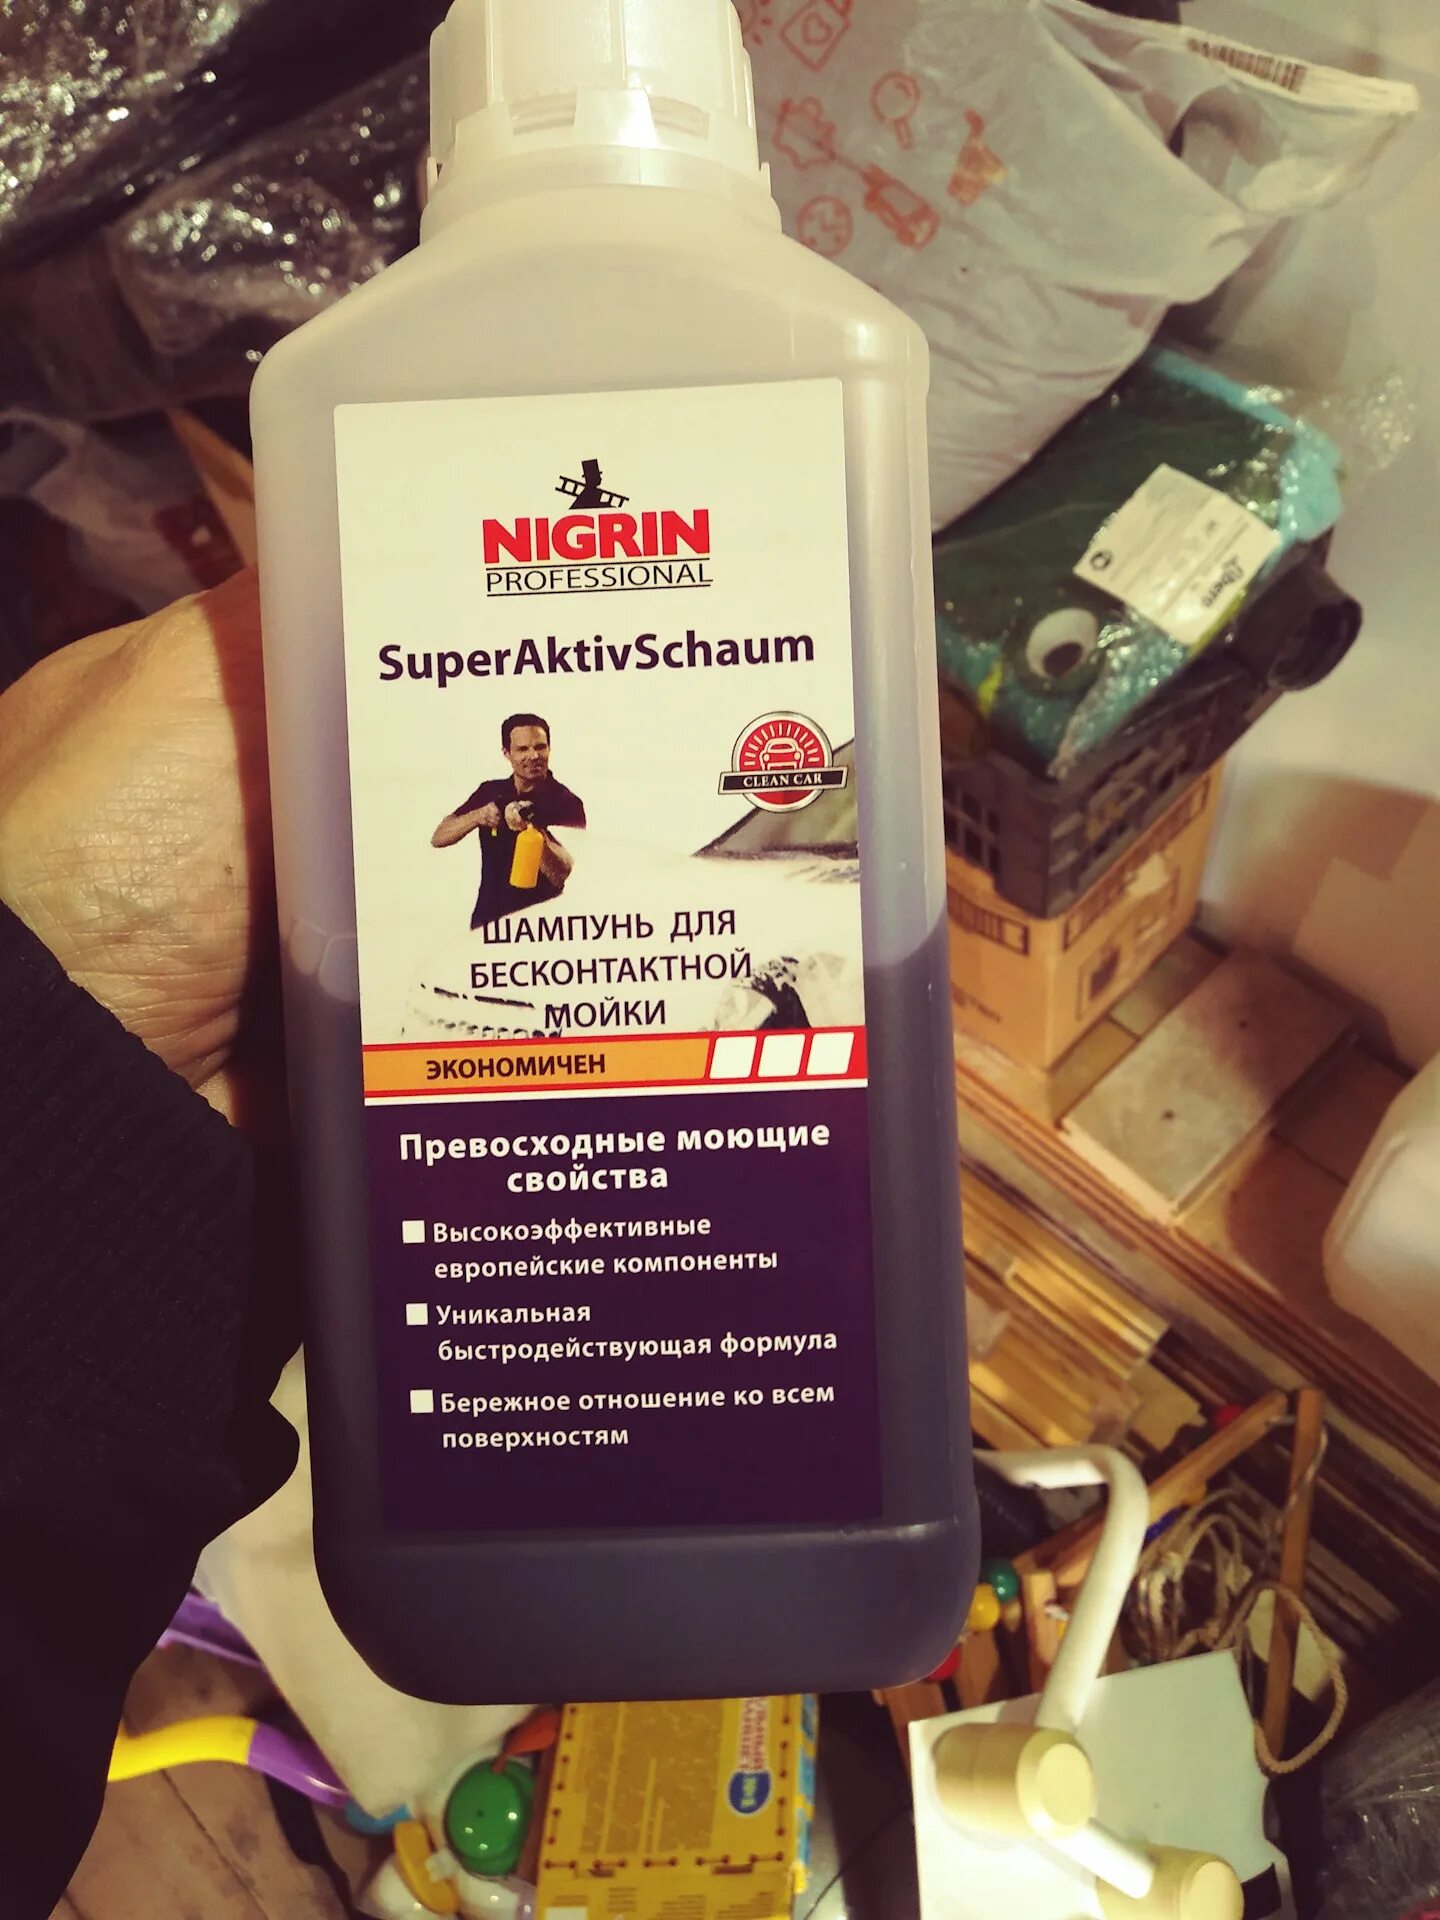 NIGRIN
PROFESSIONAL
SuperAktivSchaum
CLEAN CAR
ШАМПУНЬ ДЛЯ
БЕСКОНТАКТНОЙ
МОЙКИ
ЭКОНОМИЧЕН
Превосходные моющие
свойства
Высокоэффективные
европейские компоненты
Уникальная
быстродействующая формула
Бережное отношение ко всем
поверхностям